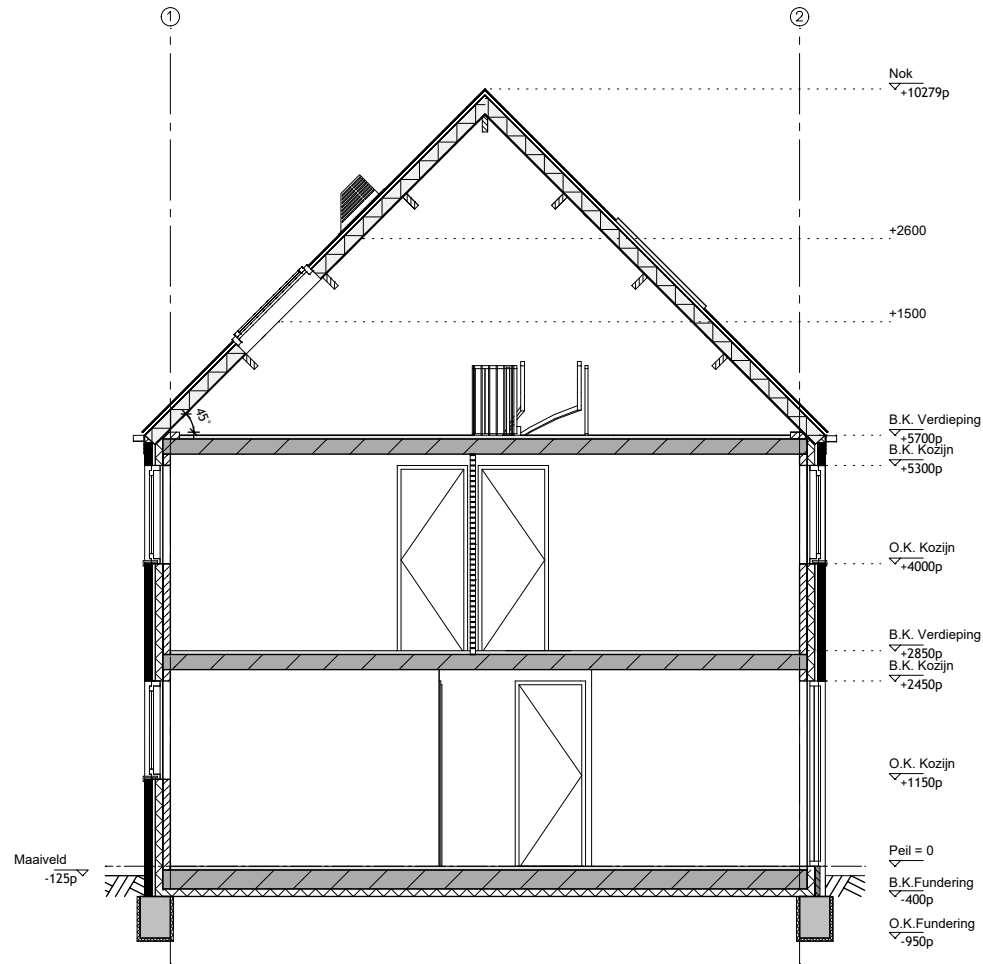 1
2
Nok
+10279p
+2600
+1500
45°
B.K. Verdieping
+5700p
B.K. Kozijn
+5300p
O.K. Kozijn
+4000p
B.K. Verdieping
+2850p
B.K. Kozijn
+2450p
O.K. Kozijn
+1150p
Peil = 0
Maaiveld
-125p
B.K.Fundering
-400p
O.K.Fundering
-950p